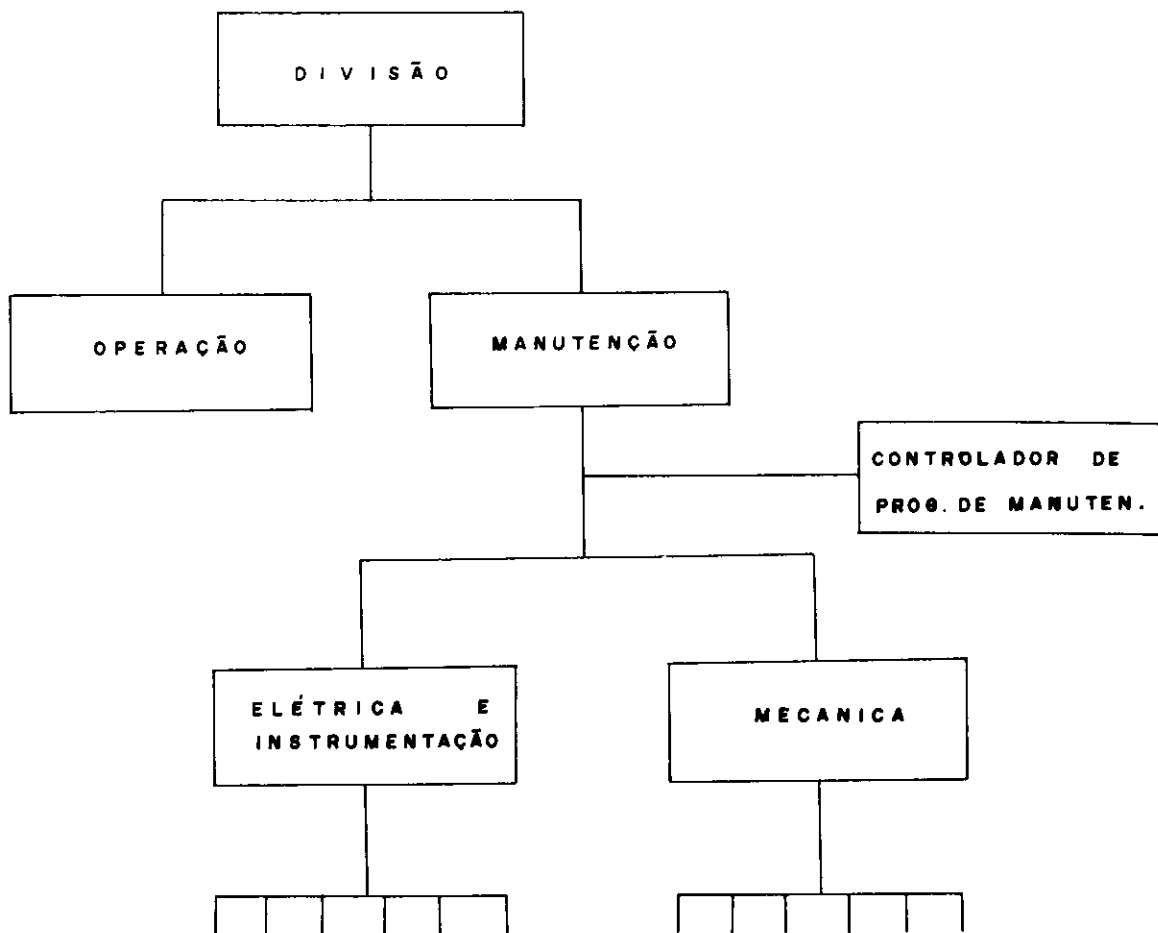 DIVISÃO
OPERAÇÃO
MANUTENÇÃO
CONTROLADOR DE
PROG. DE MANUTEN.
ELÉTRICA E
INSTRUMENTAÇÃO
MECANICA